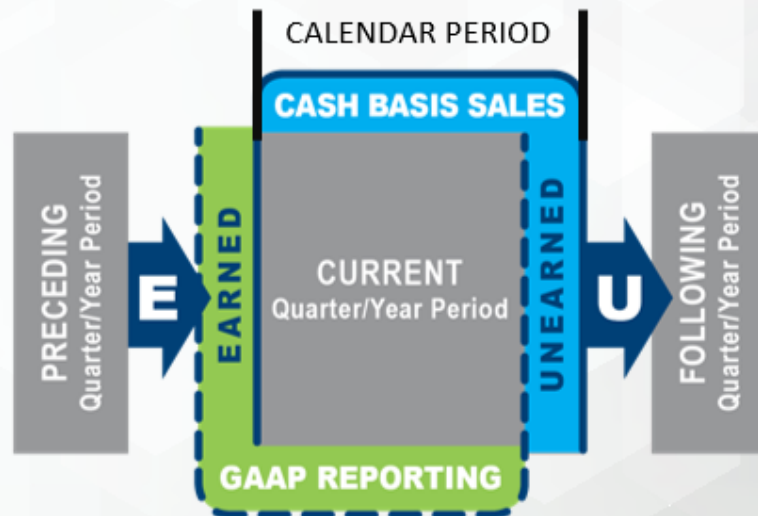 CALENDAR PERIOD
CASH BASIS SALES
PRECEDING
Quarter/Year Period
E
EARNED
CURRENT
Quarter/Year Period
UNEARNED
U
FOLLOWING
Quarter/Year Period
GAAP REPORTING